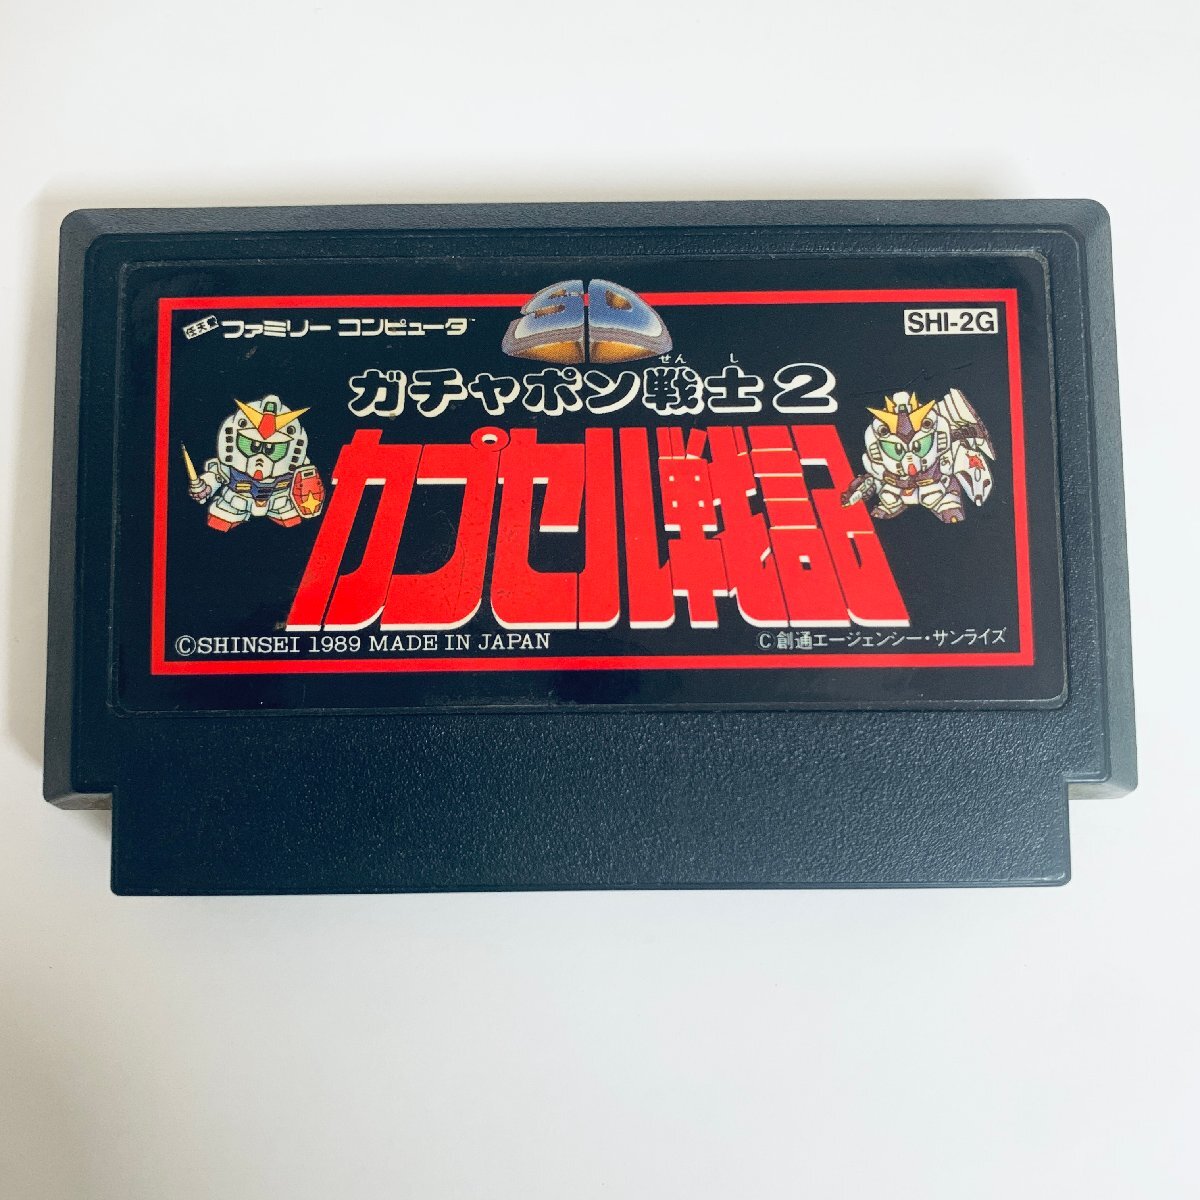 任天堂 ファミリー コンピュータ™
SHI-2G
SD
ガチャポン戦士2
せん し
カプセル戦記
©SHINSEI 1989 MADE IN JAPAN
©創通エージェンシー・サンライズ